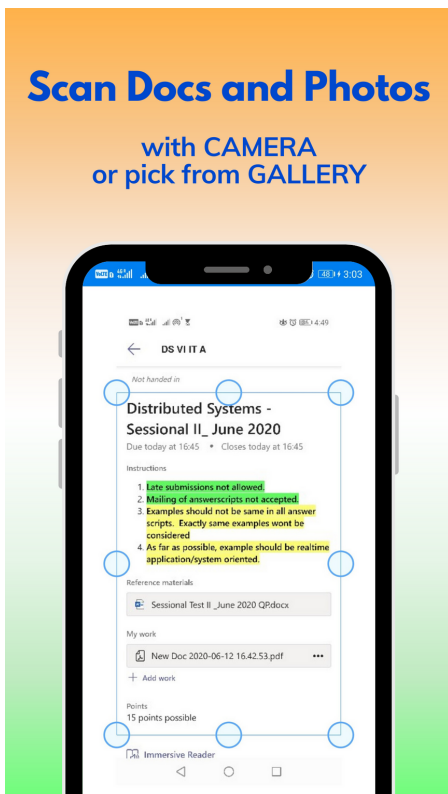 Scan Docs and Photos
with CAMERA
or pick from GALLERY
48 3:03
4:49
DS VI IT A
Not handed in
Distributed Systems -
Sessional II_ June 2020
Due today at 16:45 • Closes today at 16:45
Instructions
1. Late submissions not allowed.
2. Mailing of answerscripts not accepted.
3. Examples should not be same in all answer
scripts. Exactly same examples wont be
considered
4. As far as possible, example should be realtime
application/system oriented.
Reference materials
Sessional Test II _June 2020 QP.docx
My work
New Doc 2020-06-12 16.42.53.pdf
+ Add work
Points
15 points possible
Immersive Reader